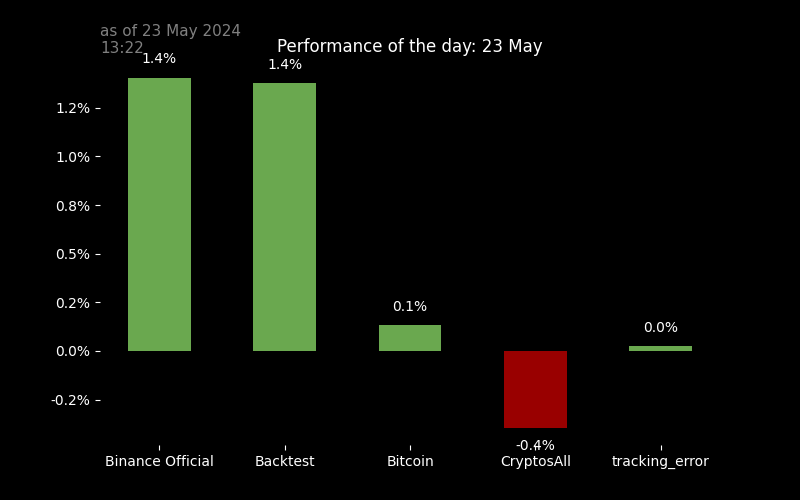 as of 23 May 2024
13:22
Performance of the day: 23 May
1.4%
1.4%
1.2%
1.0%
0.8%
0.5%
0.2%
0.0%
-0.2%
0.1%
-0.4%
0.0%
Binance Official
Backtest
Bitcoin
CryptosAll
tracking_error